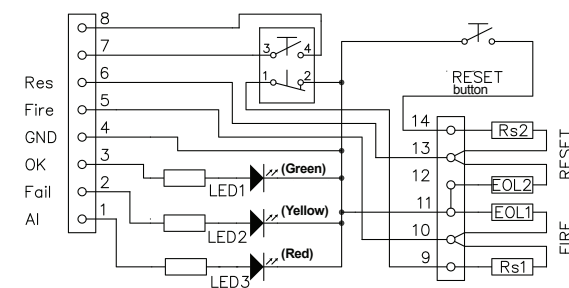 8
7
Res 6
Fire 5
GND 4
OK 3
Fail 2
Al 1
3 4
1 2
LED1 (Green)
LED2 (Yellow)
LED3 (Red)
RESET
button
14 Rs2
13
12 EOL2
11 EOL1
10
9 Rs1
RESET
FIRE